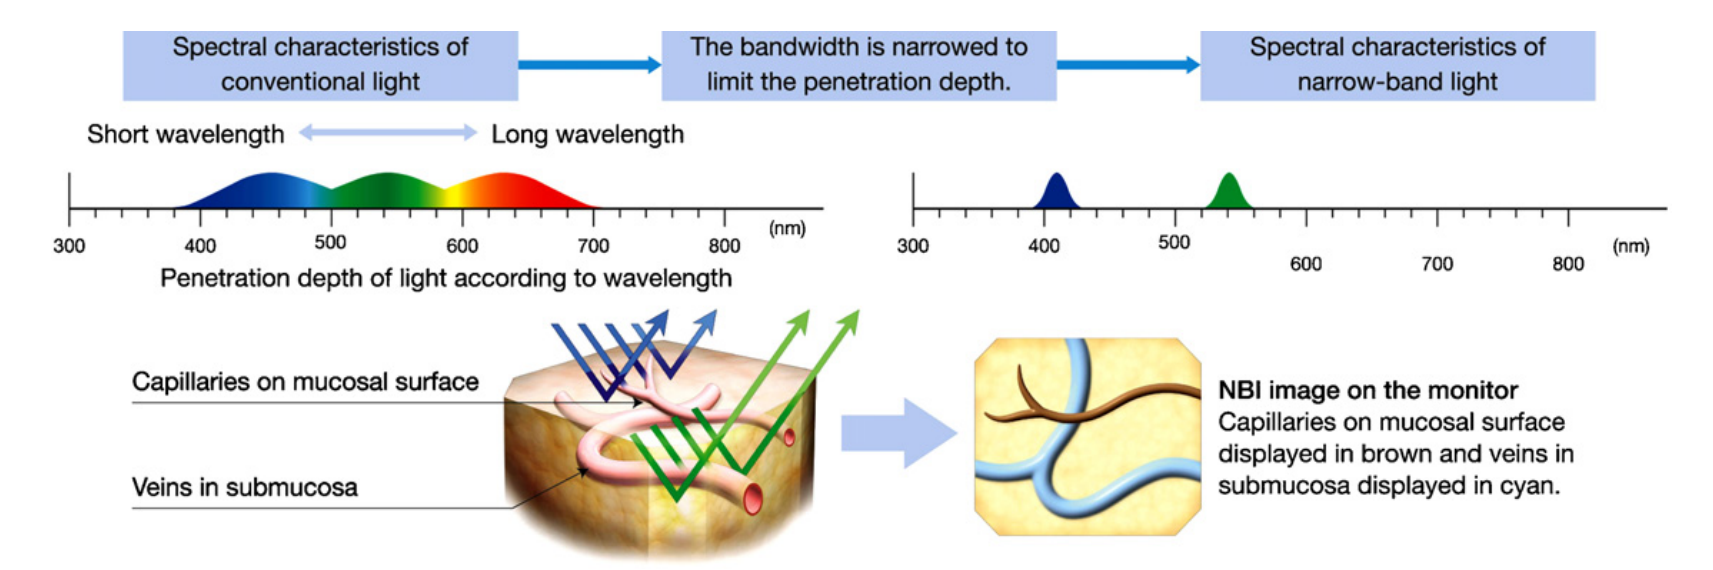 Spectral characteristics of
conventional light
The bandwidth is narrowed to
limit the penetration depth.
Spectral characteristics of
narrow-band light
Short wavelength
Long wavelength
300 400 500 600 700 800 (nm)
300 400 500 600 700 800 (nm)
Penetration depth of light according to wavelength
Capillaries on mucosal surface
Veins in submucosa
NBI image on the monitor
Capillaries on mucosal surface
displayed in brown and veins in
submucosa displayed in cyan.